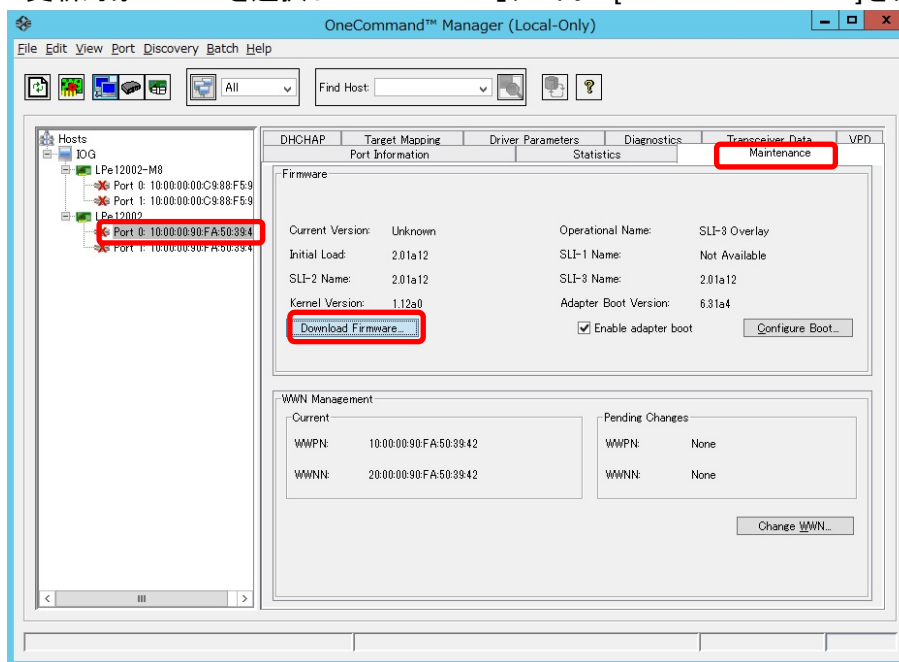 OneCommand™ Manager (Local-Only)
File Edit View Port Discovery Batch Help
All
Find Host:
Hosts
IOG
LPe12002-M8
Port 0: 10:00:00:00:C9:88:F5:9
Port 1: 10:00:00:00:C9:88:F5:9
LPe12002
Port 0: 10:00:00:90:FA:50:39:4
Port 1: 10:00:00:90:FA:50:39:4
DHCHAP Target Mapping Driver Parameters Diagnostics Transceiver Data VPD
Port Information Statistics Maintenance
Firmware
Current Version: Unknown Operational Name: SLI-3 Overlay
Initial Load: 2.01a12 SLI-1 Name: Not Available
SLI-2 Name: 2.01a12 SLI-3 Name: 2.01a12
Kernel Version: 1.12a0 Adapter Boot Version: 6.31a4
Download Firmware... Enable adapter boot Configure Boot...
WWN Management
Current Pending Changes
WWPN: 10:00:00:90:FA:50:39:42 WWPN: None
WWNN: 20:00:00:90:FA:50:39:42 WWNN: None
Change WWN...